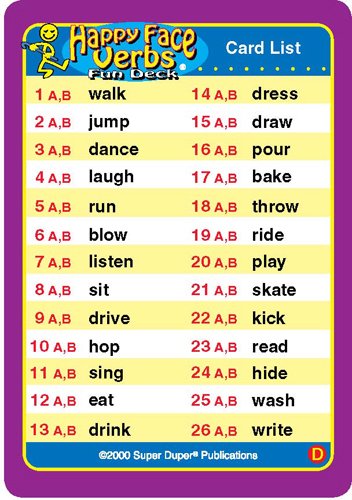 Happy Face
Verbs
Fun Deck
Card List
1 A,B walk
2 A,B jump
3 A,B dance
4 A,B laugh
5 A,B run
6 A,B blow
7 A,B listen
8 A,B sit
9 A,B drive
10 A,B hop
11 A,B sing
12 A,B eat
13 A,B drink
14 A,B dress
15 A,B draw
16 A,B pour
17 A,B bake
18 A,B throw
19 A,B ride
20 A,B play
21 A,B skate
22 A,B kick
23 A,B read
24 A,B hide
25 A,B wash
26 A,B write
©2000 Super Duper® Publications
D